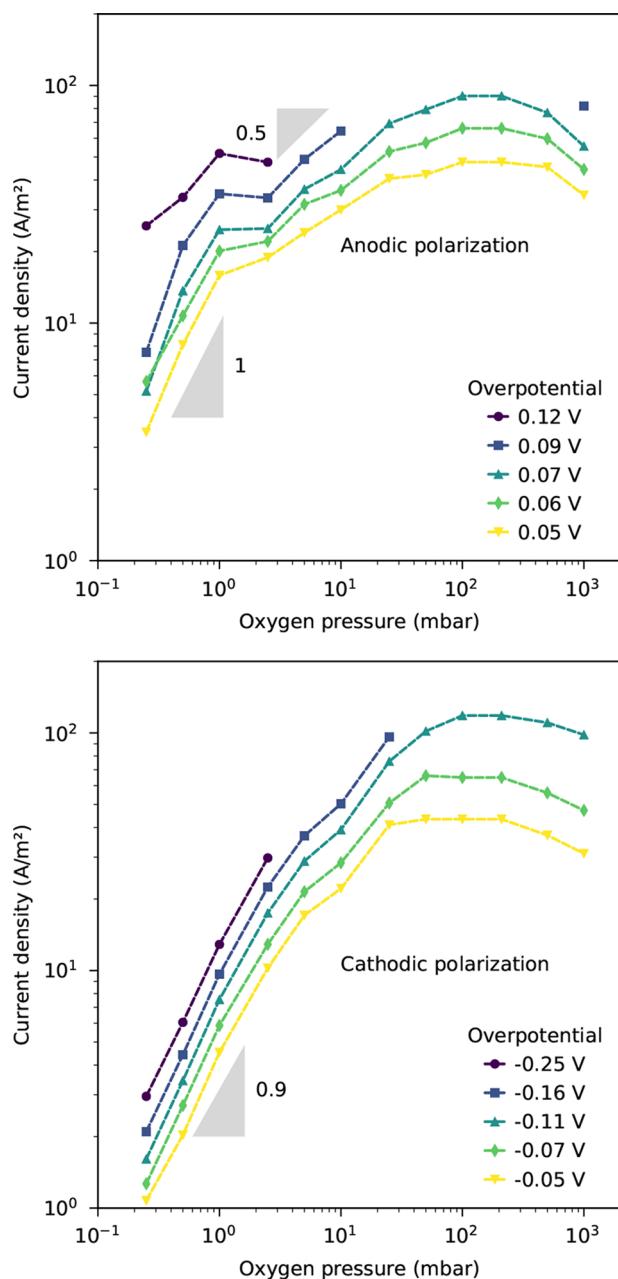 10²
0.5
Current density (A/m²)
Anodic polarization
10¹
1
Overpotential
0.12 V
0.09 V
0.07 V
0.06 V
0.05 V
10⁰
10⁻¹ 10⁰ 10¹ 10² 10³
Oxygen pressure (mbar)
10²
Current density (A/m²)
10¹
Cathodic polarization
Overpotential
0.9
-0.25 V
-0.16 V
-0.11 V
-0.07 V
-0.05 V
10⁰
10⁻¹ 10⁰ 10¹ 10² 10³
Oxygen pressure (mbar)